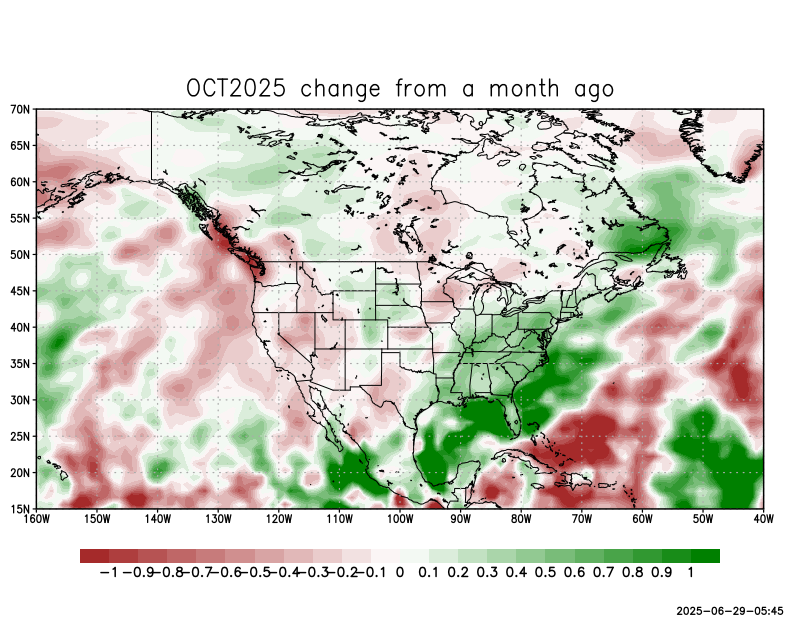 OCT2025 change from a month ago
70N
65N
60N
55N
50N
45N
40N
35N
30N
25N
20N
15N
160W 150W 140W 130W 120W 110W 100W 90W 80W 70W 60W 50W 40W
-1 -0.9 -0.8 -0.7 -0.6 -0.5 -0.4 -0.3 -0.2 -0.1 0 0.1 0.2 0.3 0.4 0.5 0.6 0.7 0.8 0.9 1
2025-06-29-05:45